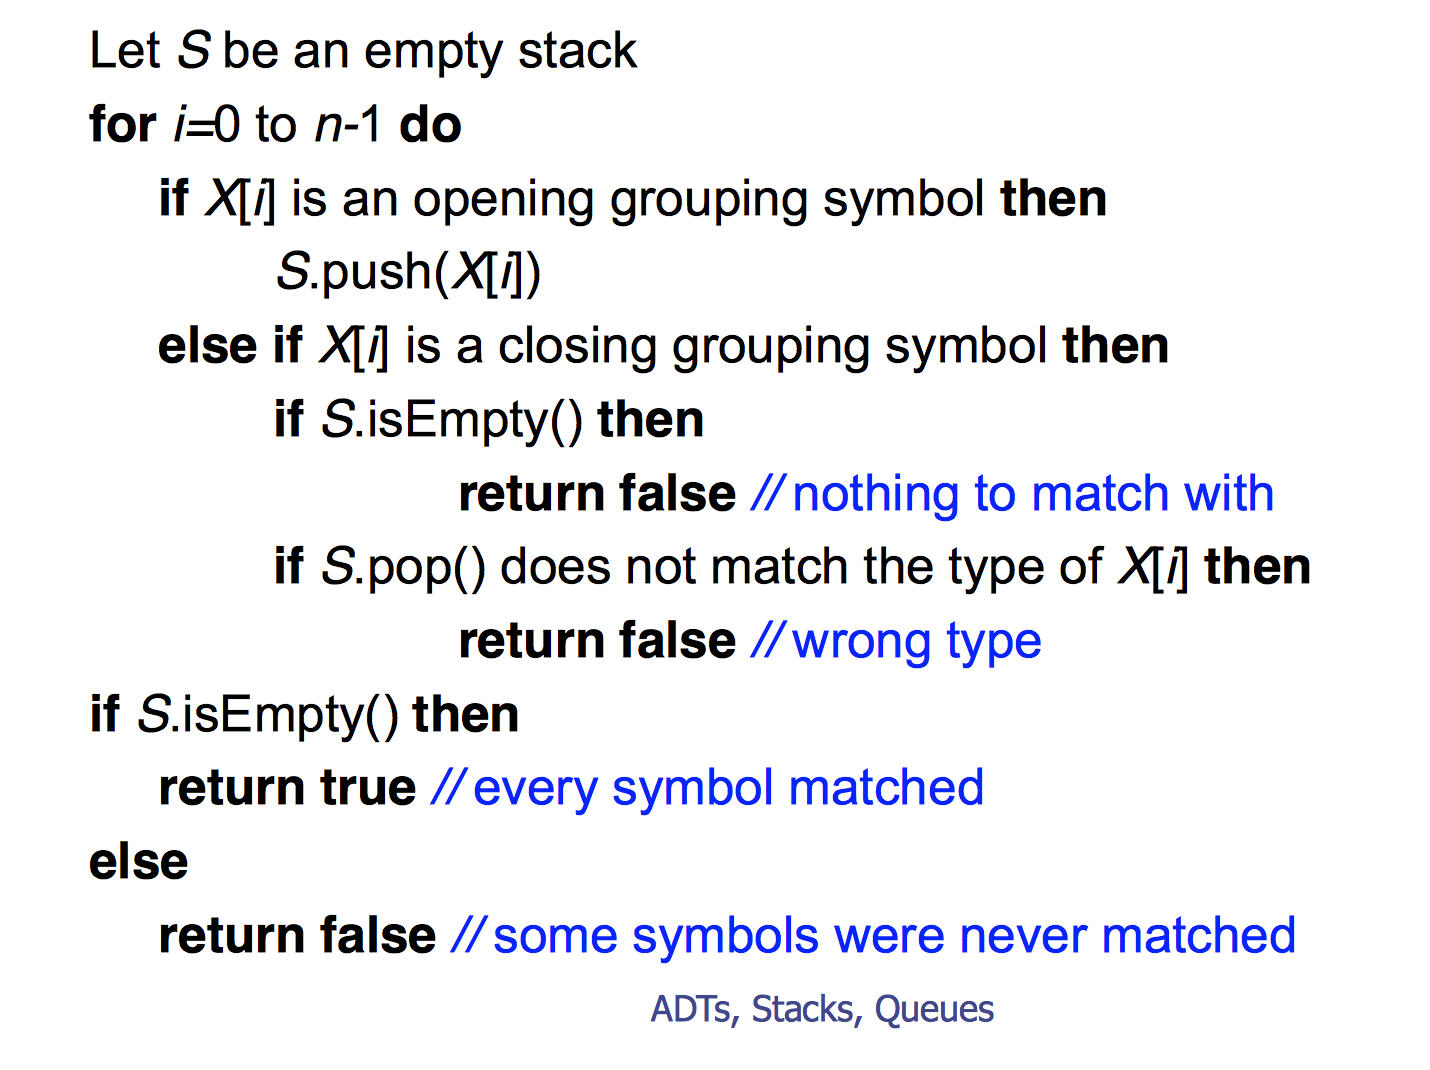 Let S be an empty stack
for i=0 to n-1 do
if X[i] is an opening grouping symbol then
S.push(X[i])
else if X[i] is a closing grouping symbol then
if S.isEmpty() then
return false //nothing to match with
if S.pop() does not match the type of X[i] then
return false //wrong type
if S.isEmpty() then
return true //every symbol matched
else
return false //some symbols were never matched
ADTs, Stacks, Queues